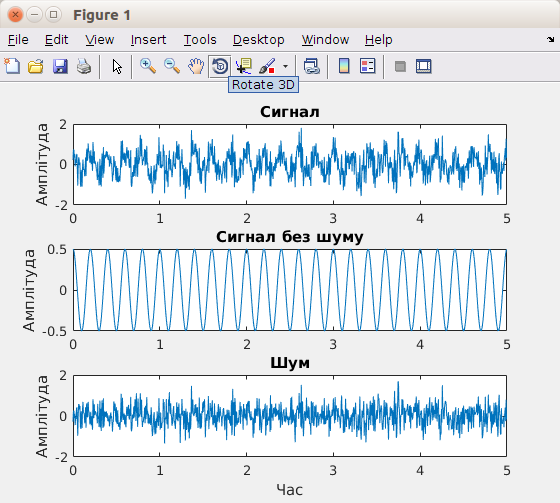 Figure 1
File Edit View Insert Tools Desktop Window Help
Rotate 3D
Сигнал
Амплітуда
2
0
-2
0 1 2 3 4 5
Сигнал без шуму
Амплітуда
0.5
0
-0.5
0 1 2 3 4 5
Шум
Амплітуда
2
0
-2
0 1 2 3 4 5
Час